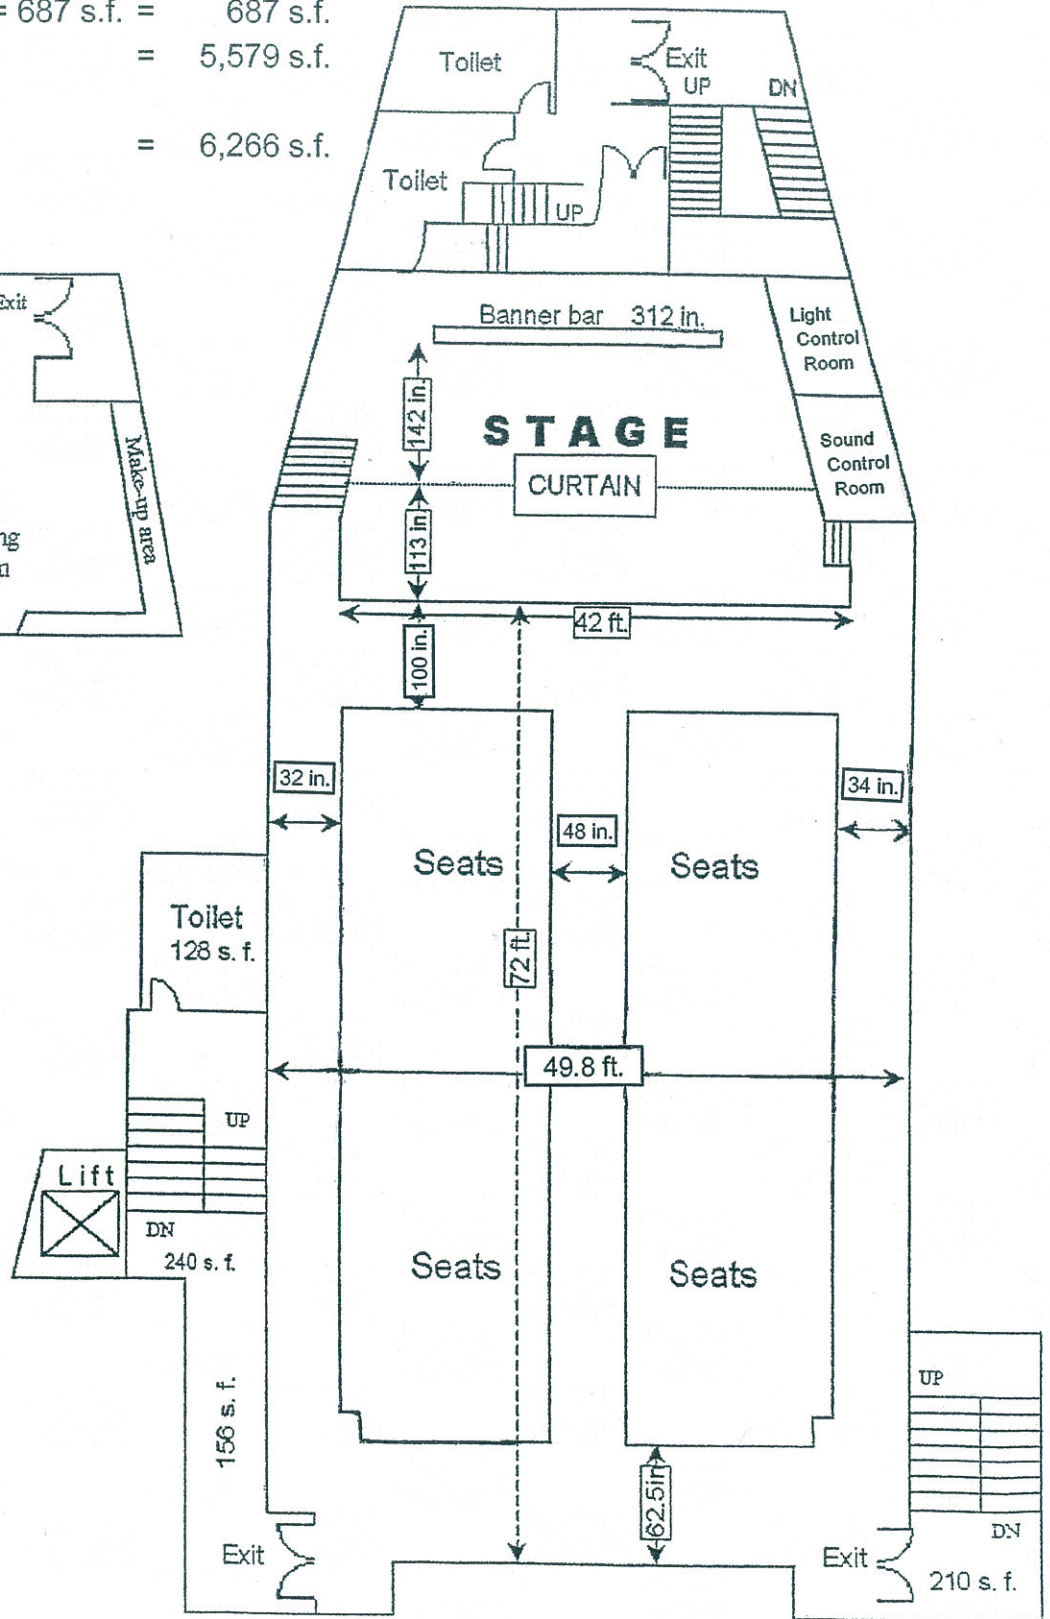 = 687 s.f. = 687 s.f.
= 5,579 s.f.
= 6,266 s.f.
Toilet
Exit
UP
DN
Toilet
UP
Exit
Make-up area
Banner bar 312 in.
Light
Control
Room
142 in.
STAGE
Sound
Control
Room
CURTAIN
113 in
42 ft.
100 in.
32 in.
34 in.
48 in.
Seats
Seats
Toilet
128 s. f.
72 ft.
49.8 ft.
UP
Lift
DN
240 s. f.
Seats
Seats
156 s. f.
UP
62.5in
DN
Exit
Exit
210 s. f.